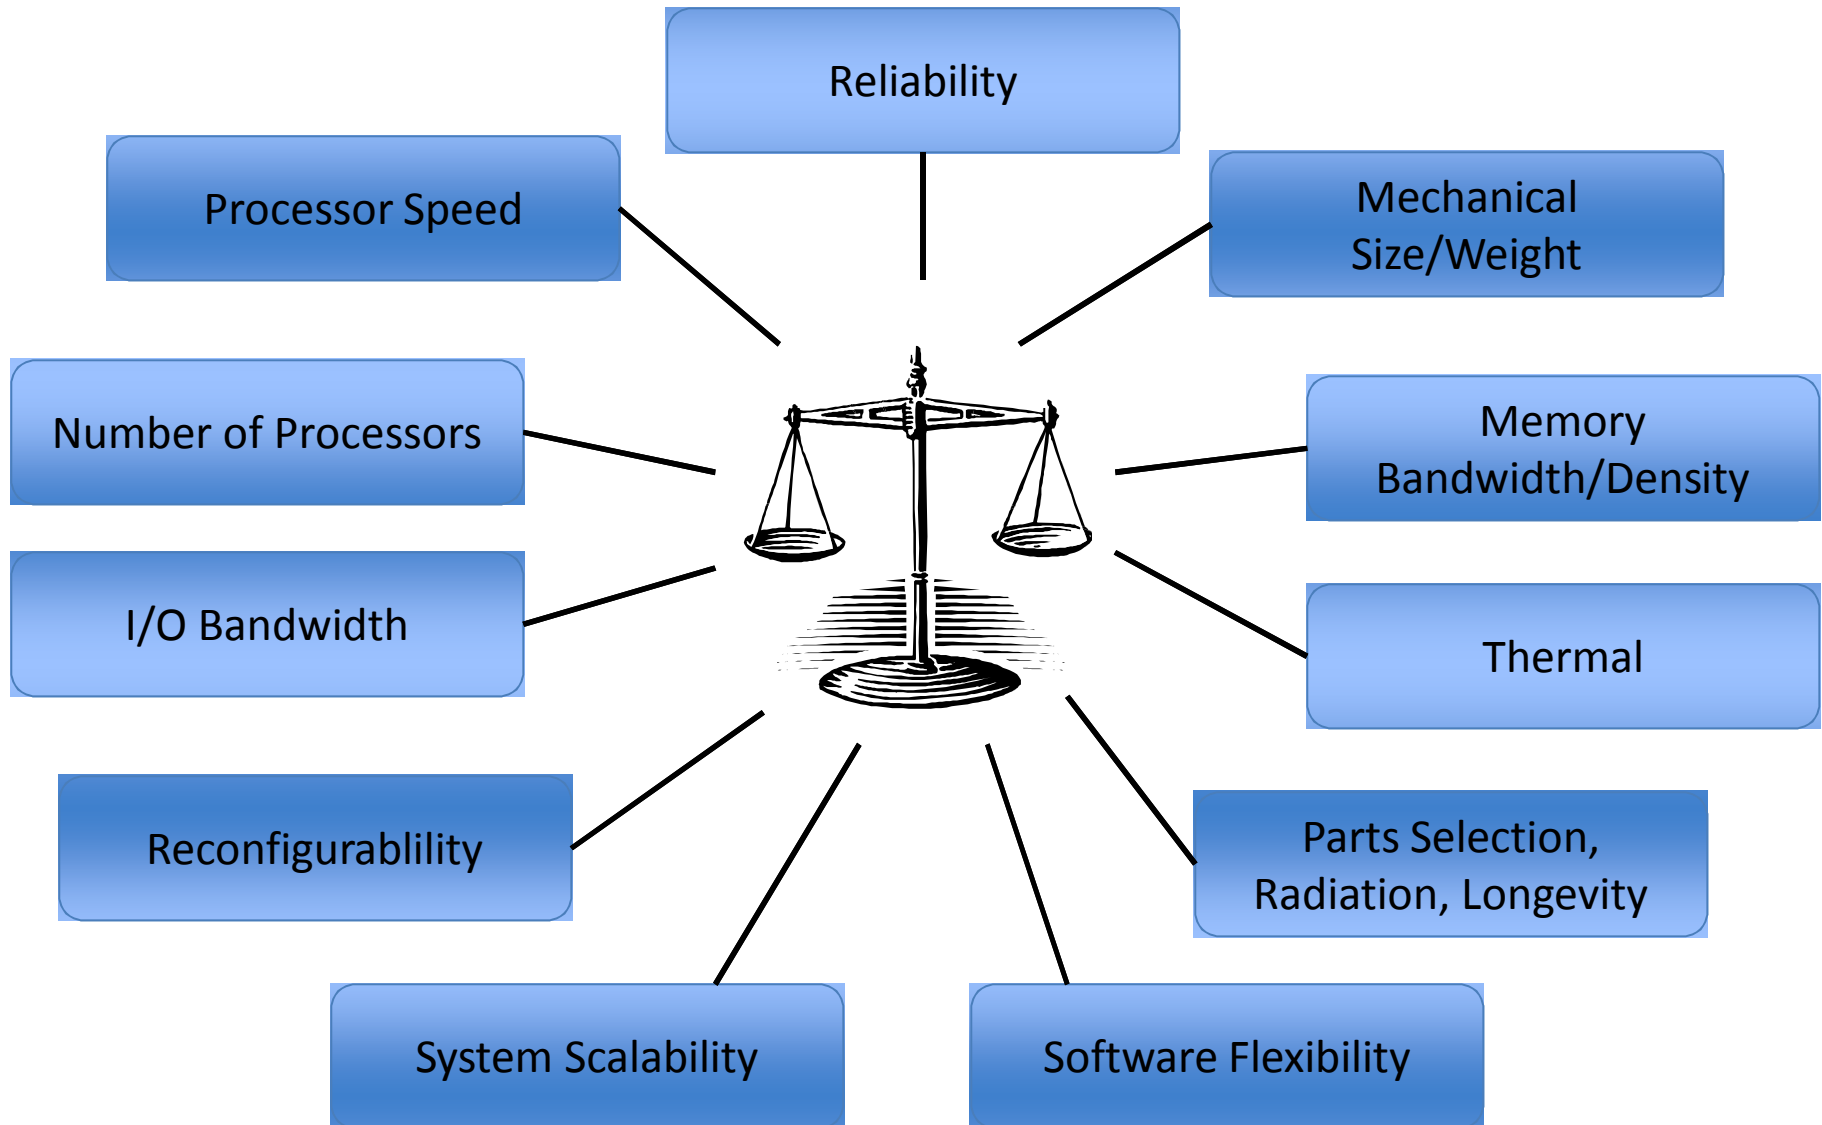 Reliability
Processor Speed
Mechanical
Size/Weight
Number of Processors
Memory
Bandwidth/Density
I/O Bandwidth
Thermal
Reconfigurablility
Parts Selection,
Radiation, Longevity
System Scalability
Software Flexibility